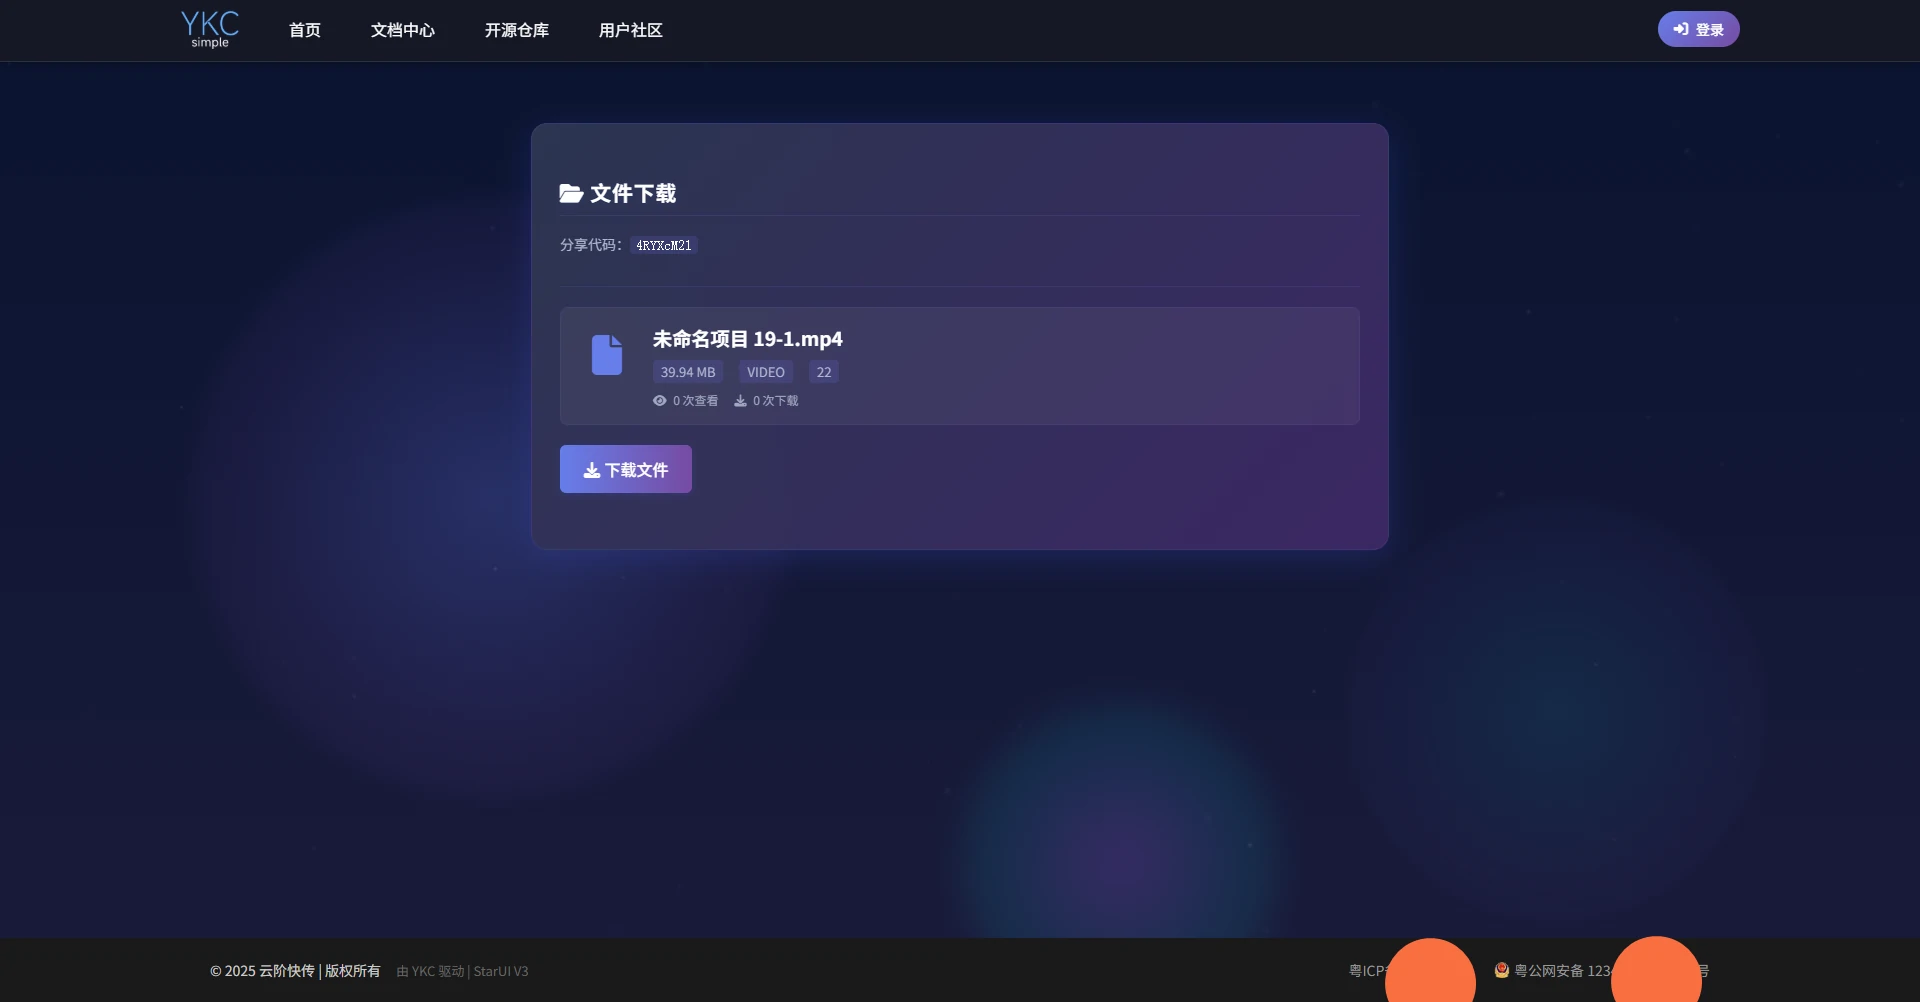 YKC
simple
首页
文档中心
开源仓库
用户社区
登录
文件下载
分享代码：
4RYXcM21
未命名项目 19-1.mp4
39.94 MB
VIDEO
22
0 次查看
0 次下载
下载文件
© 2025 云阶快传 | 版权所有
由 YKC 驱动 | StarUI V3
粤ICP
粤公网安备 123
号